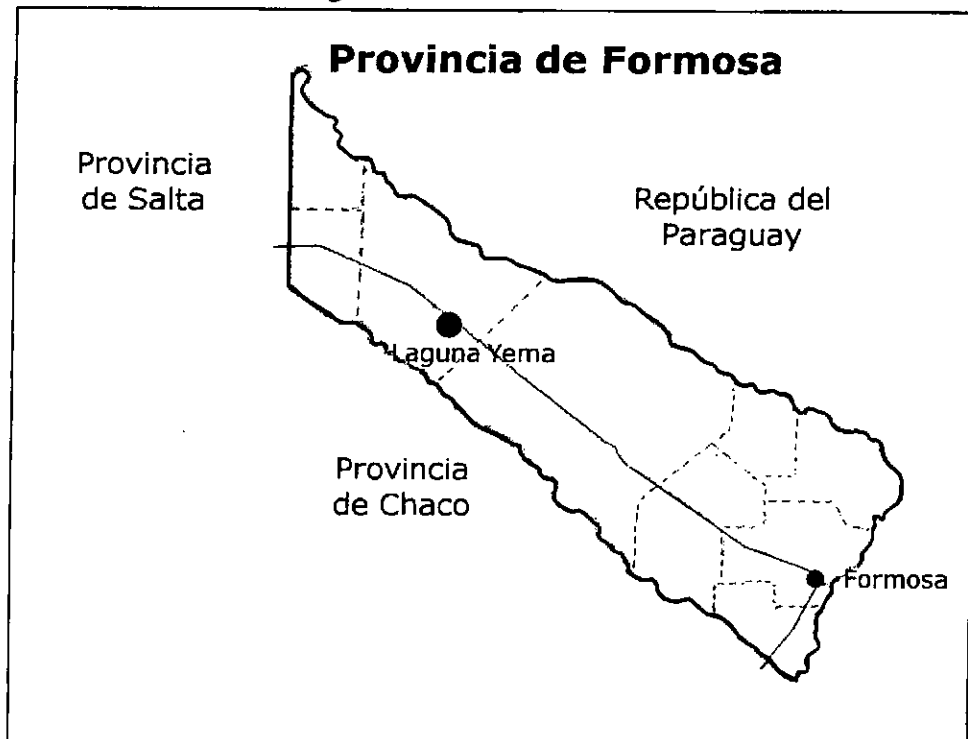 Provincia de Formosa
Provincia
de Salta
República del
Paraguay
Laguna Yema
Provincia
de Chaco
Formosa